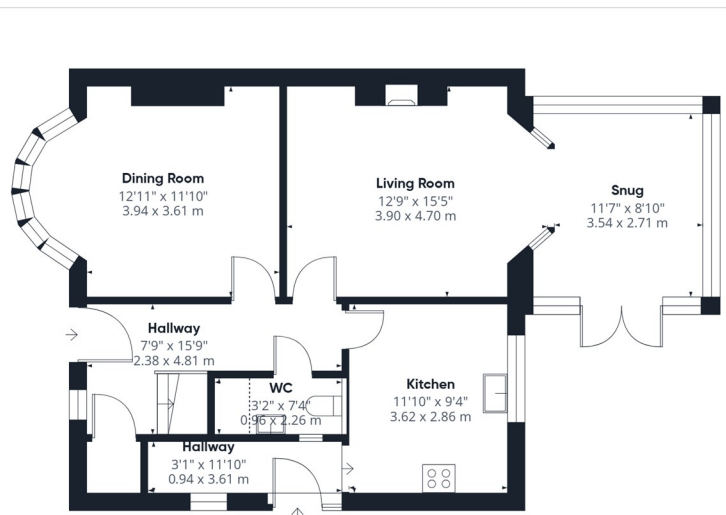 Dining Room
12'11" x 11'10"
3.94 x 3.61 m
Living Room
12'9" x 15'5"
3.90 x 4.70 m
Snug
11'7" x 8'10"
3.54 x 2.71 m
Hallway
7'9" x 15'9"
2.38 x 4.81 m
WC
3'2" x 7'4"
0.96 x 2.26 m
Kitchen
11'10" x 9'4"
3.62 x 2.86 m
Hallway
3'1" x 11'10"
0.94 x 3.61 m